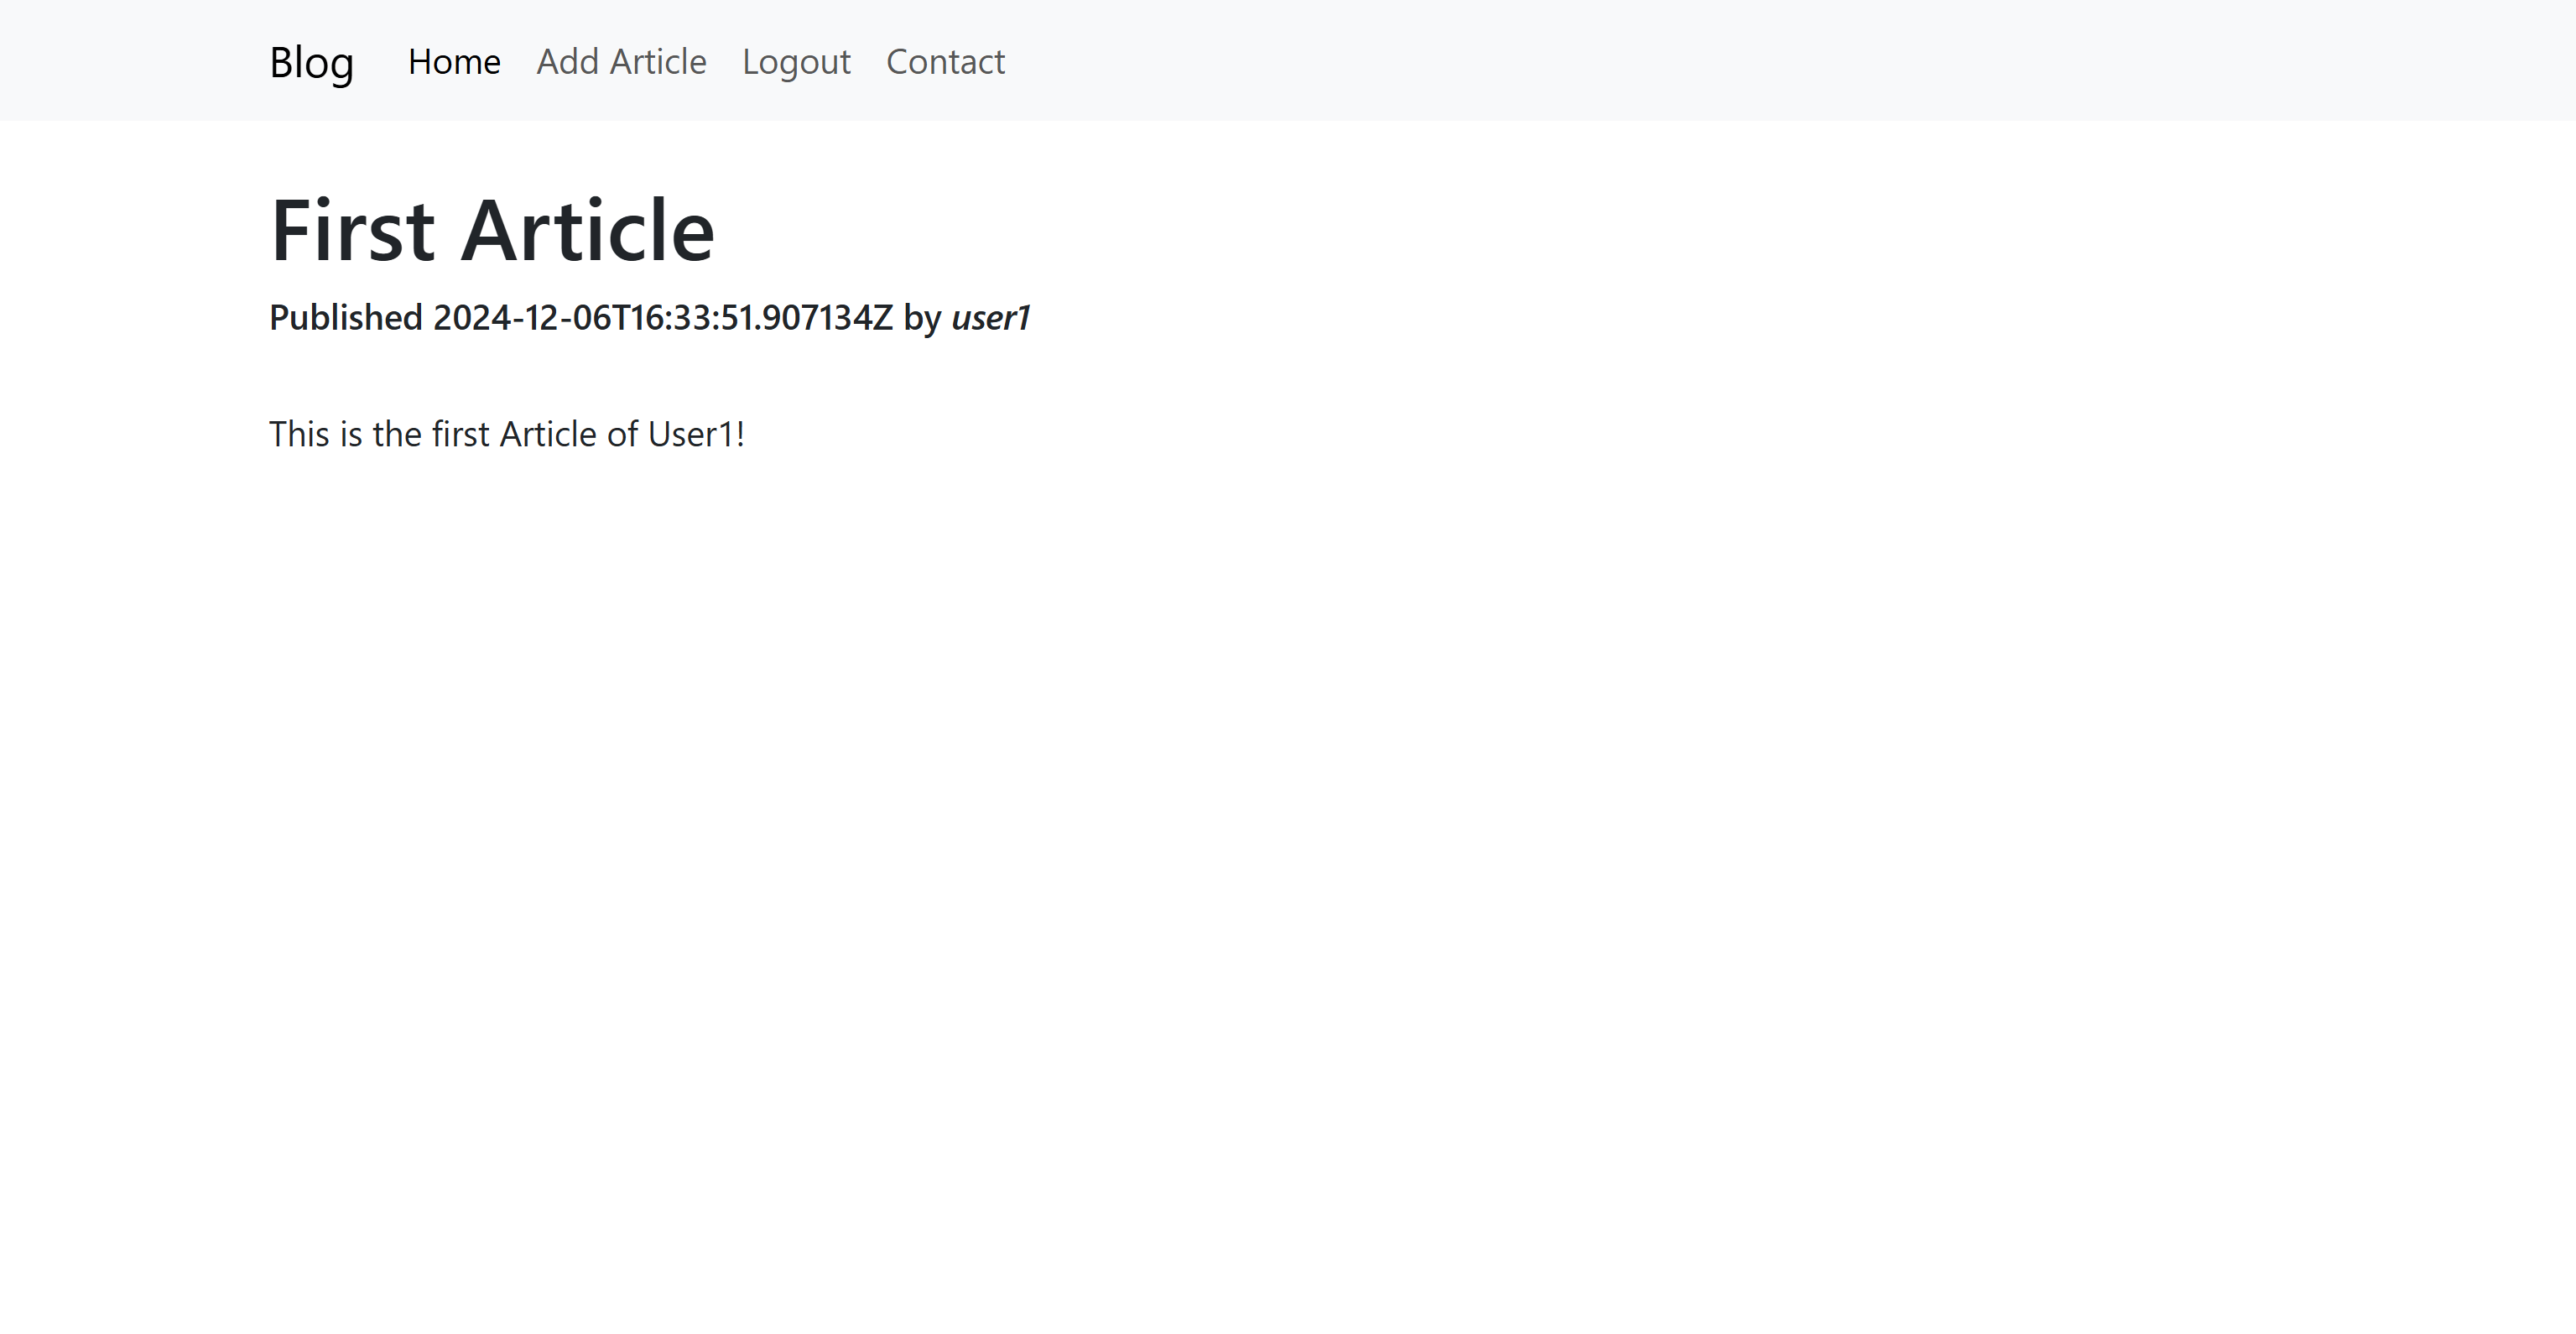 Blog Home Add Article Logout Contact
First Article
Published 2024-12-06T16:33:51.907134Z by user1
This is the first Article of User1!